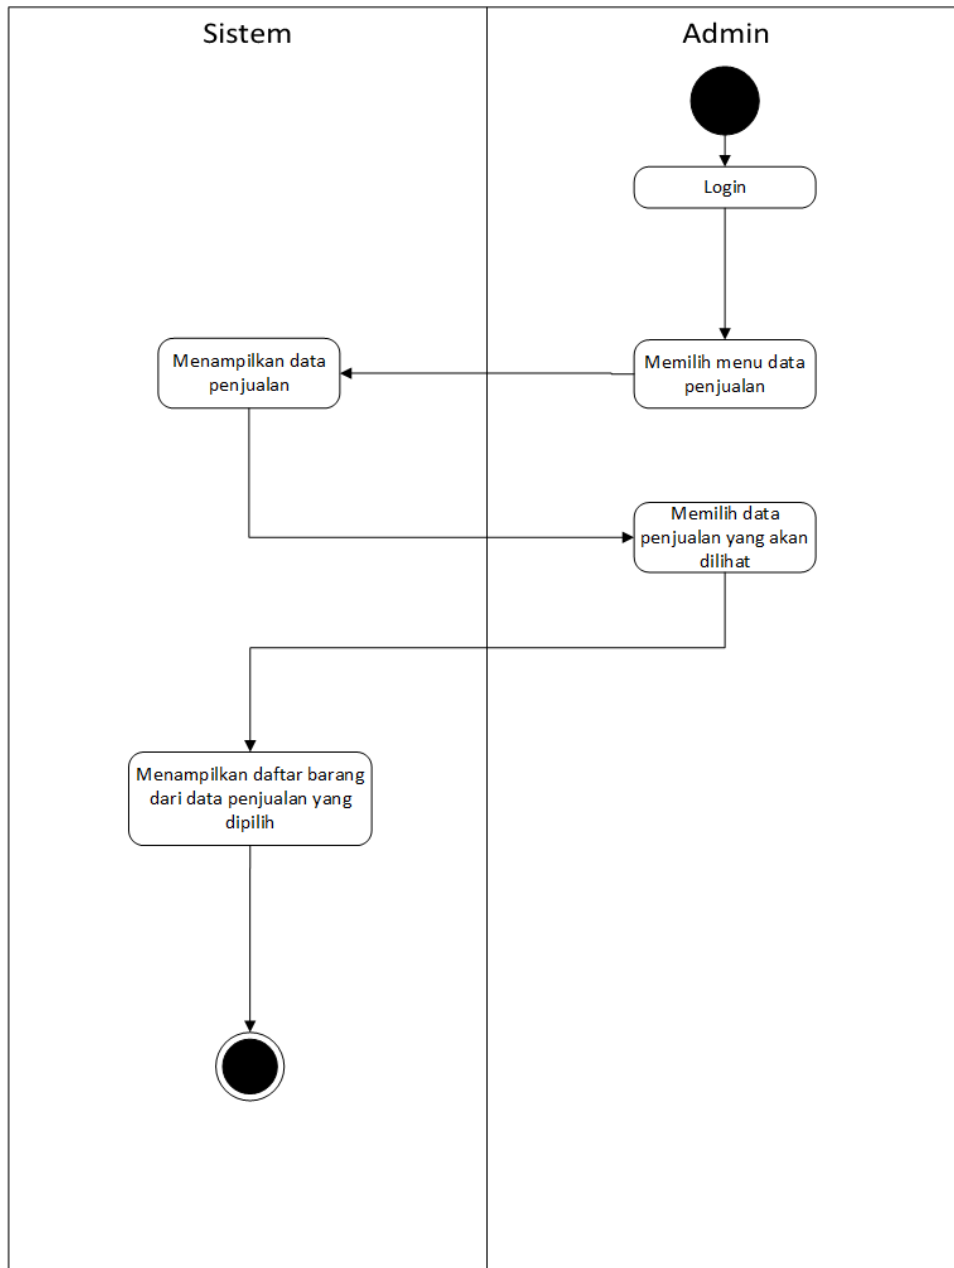 Sistem
Admin
Login
Menampilkan data
penjualan
Memilih menu data
penjualan
Memilih data
penjualan yang akan
dilihat
Menampilkan daftar barang
dari data penjualan yang
dipilih